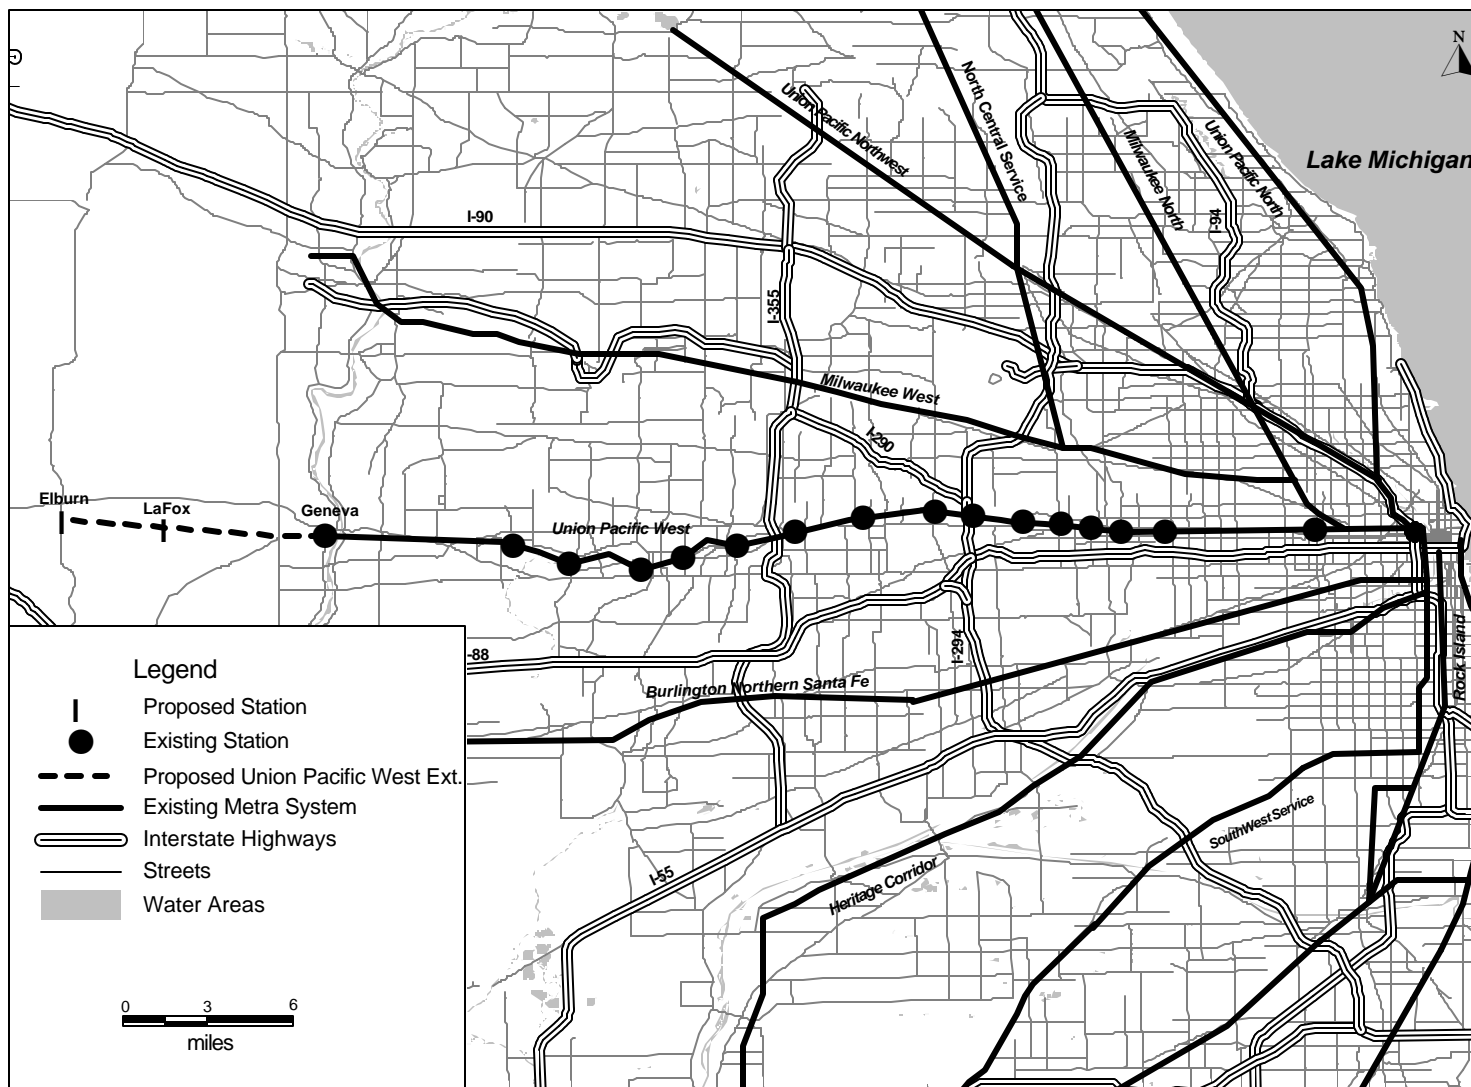 N
Lake Michigan
Union Pacific Northwest
North Central Service
Milwaukee North
Union Pacific North
I-94
I-90
I-355
Milwaukee West
I-290
Elburn
LaFox
Geneva
Union Pacific West
I-294
-88
Burlington Northern Santa Fe
Rock Island
SouthWest Service
I-55
Heritage Corridor
Legend
Proposed Station
Existing Station
Proposed Union Pacific West Ext.
Existing Metra System
Interstate Highways
Streets
Water Areas
0 3 6
miles